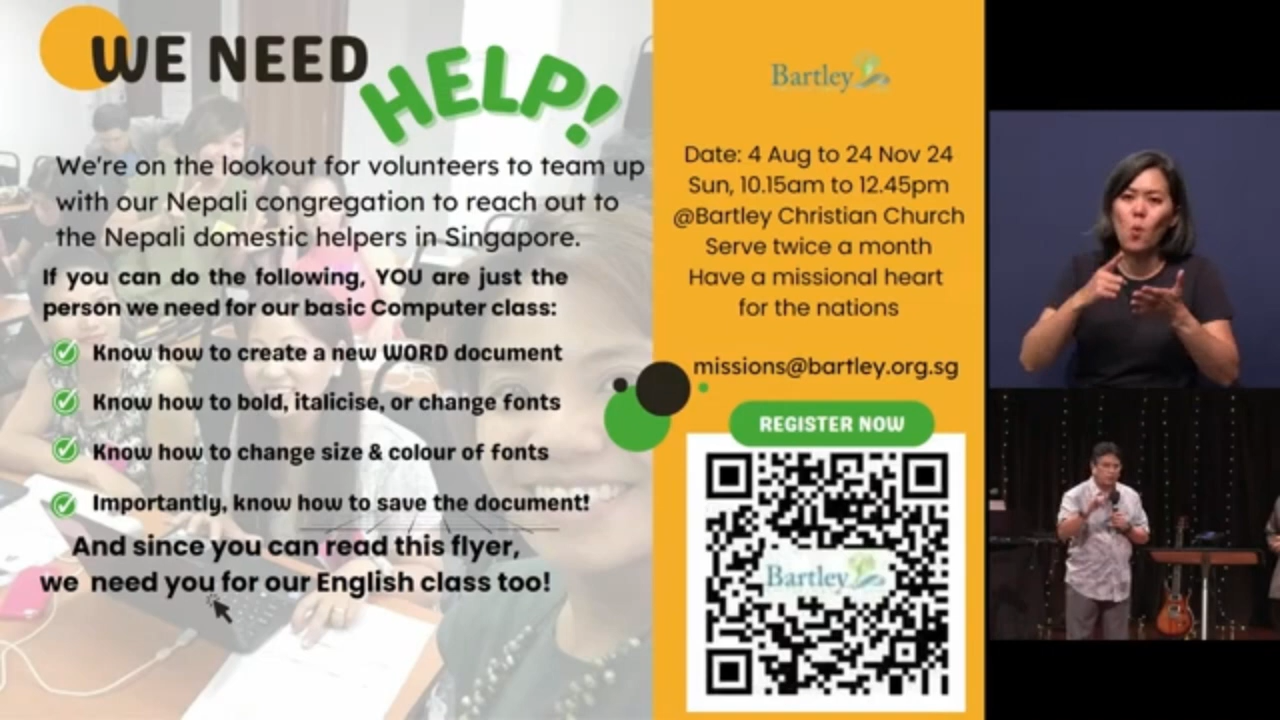 WE NEED
HELP!
We're on the lookout for volunteers to team up
with our Nepali congregation to reach out to
the Nepali domestic helpers in Singapore.
If you can do the following, YOU are just the
person we need for our basic Computer class:
Know how to create a new WORD document
Know how to bold, italicise, or change fonts
Know how to change size & colour of fonts
Importantly, know how to save the document!
And since you can read this flyer,
we need you for our English class too!
Bartley
Date: 4 Aug to 24 Nov 24
Sun, 10.15am to 12.45pm
@Bartley Christian Church
Serve twice a month
Have a missional heart
for the nations
missions@bartley.org.sg
REGISTER NOW
Bartley